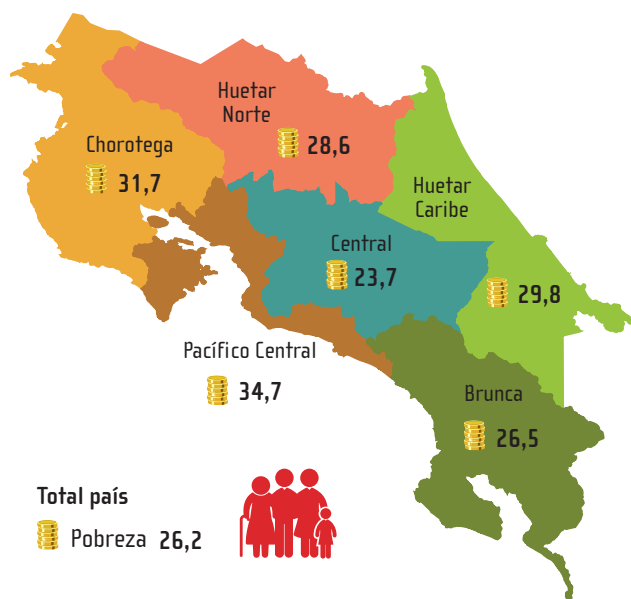 Huetar
Norte
28,6
Chorotega
31,7
Huetar
Caribe
29,8
Central
23,7
Pacífico Central
34,7
Brunca
26,5
Total país
Pobreza 26,2